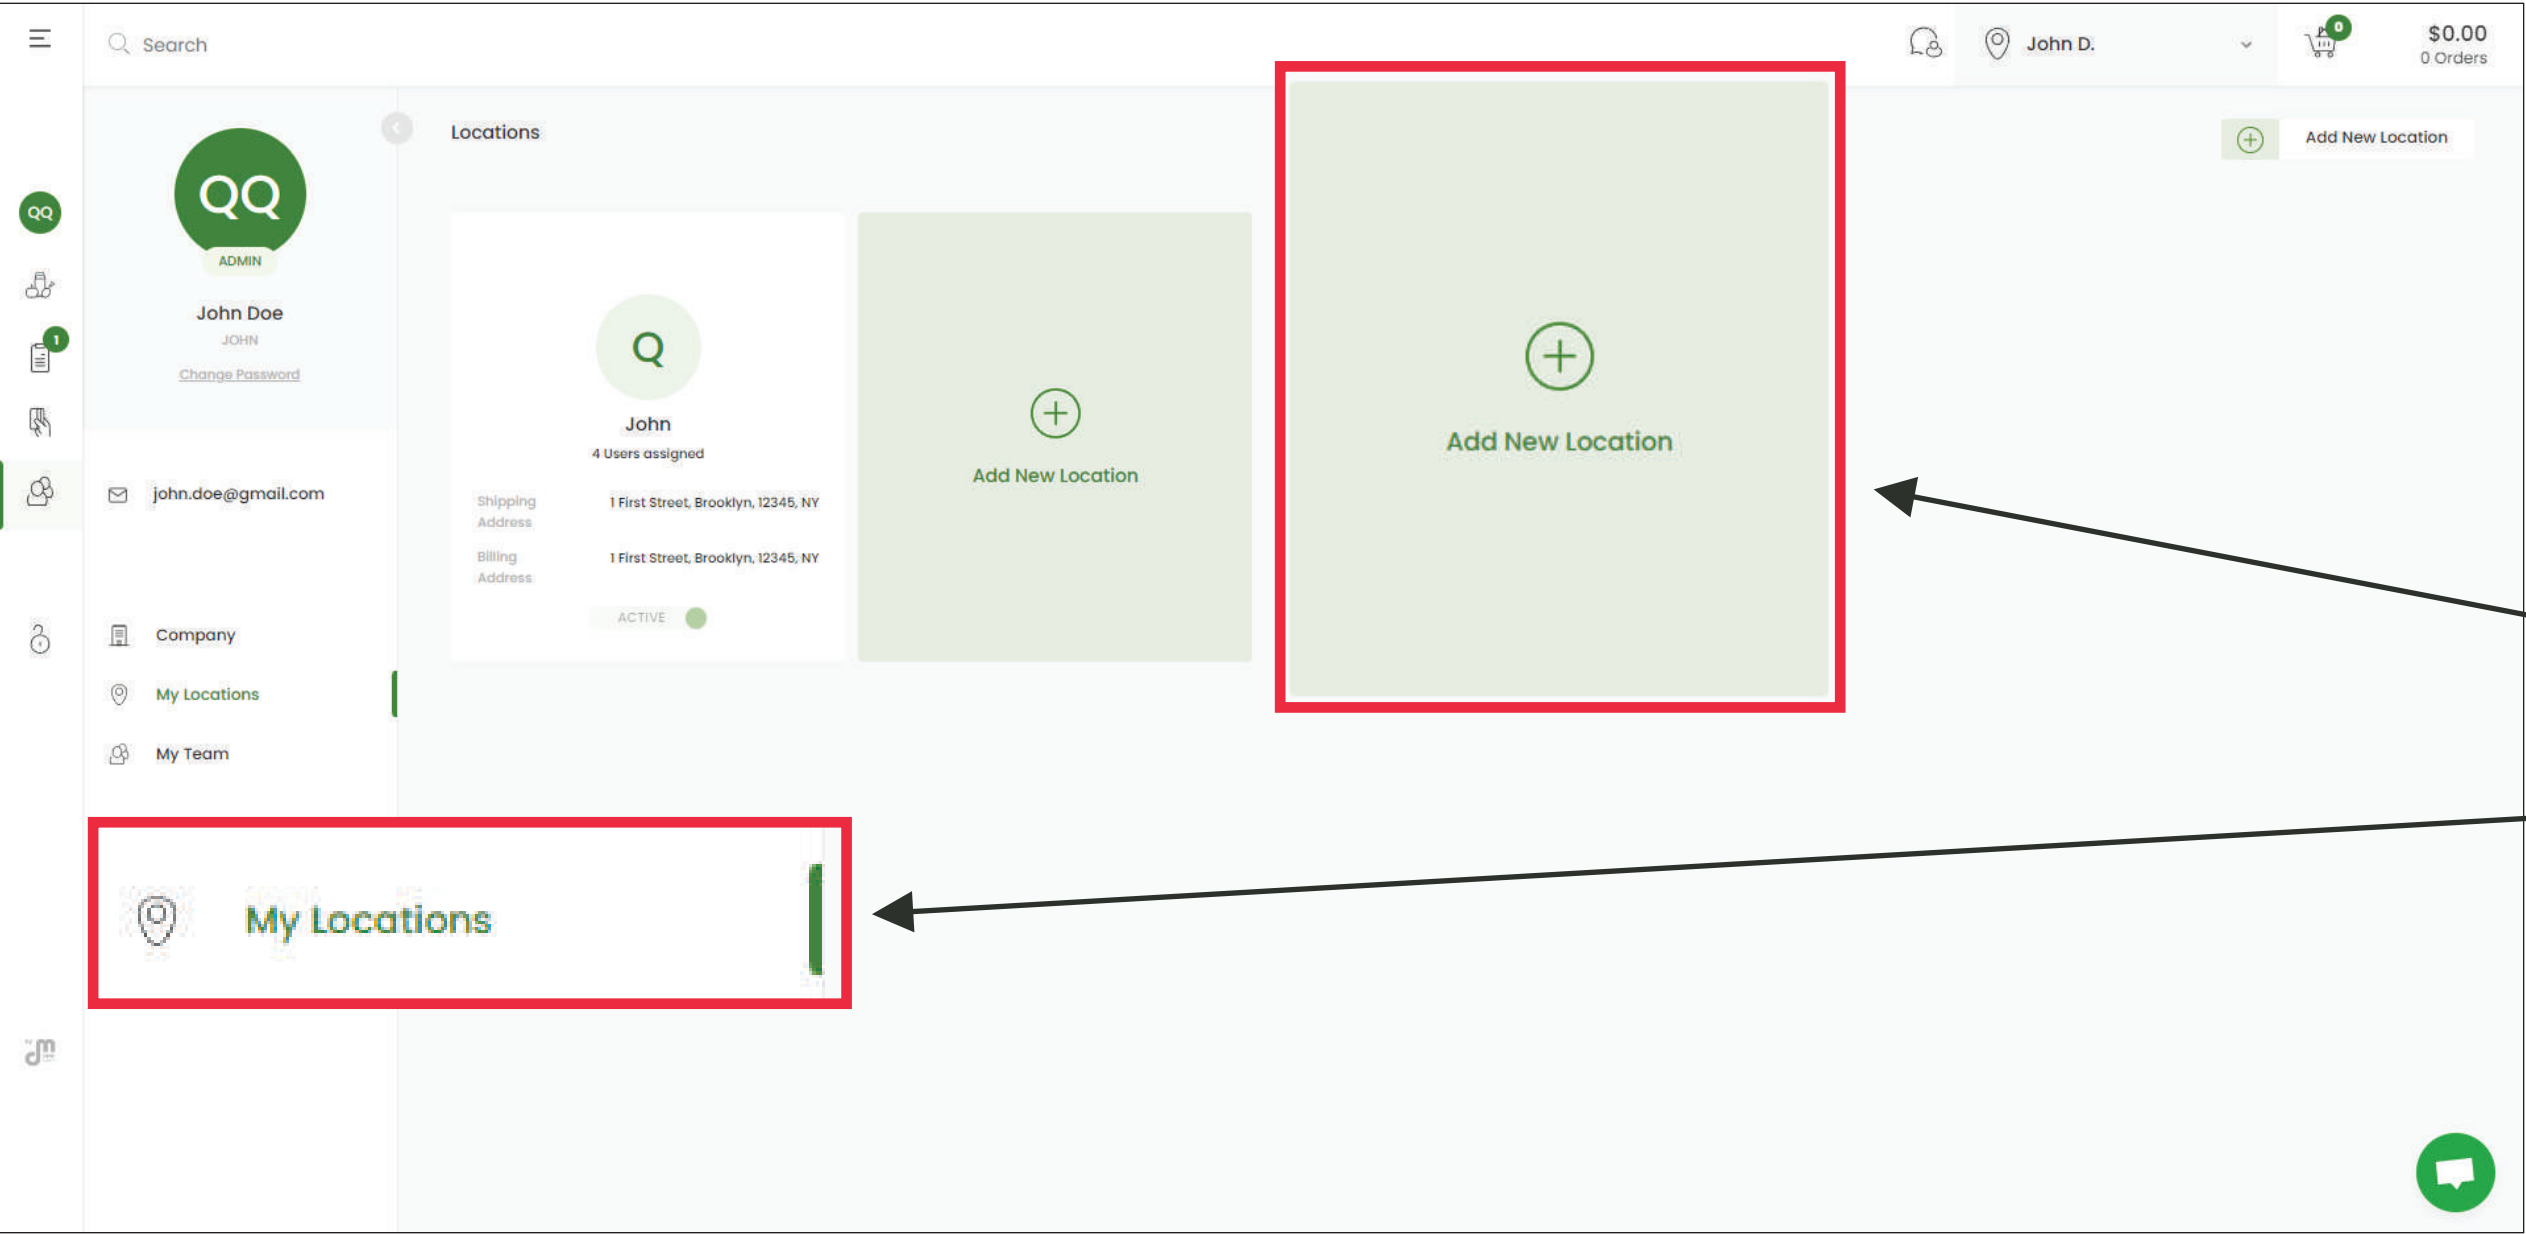 Search
John D.
0
$0.00
0 Orders
Locations
Add New Location
QQ
ADMIN
John Doe
JOHN
Change Password
QQ
1
john.doe@gmail.com
Company
My Locations
My Team
Q
John
4 Users assigned
Shipping Address
1 First Street, Brooklyn, 12345, NY
Billing Address
1 First Street, Brooklyn, 12345, NY
ACTIVE
Add New Location
Add New Location
My Locations